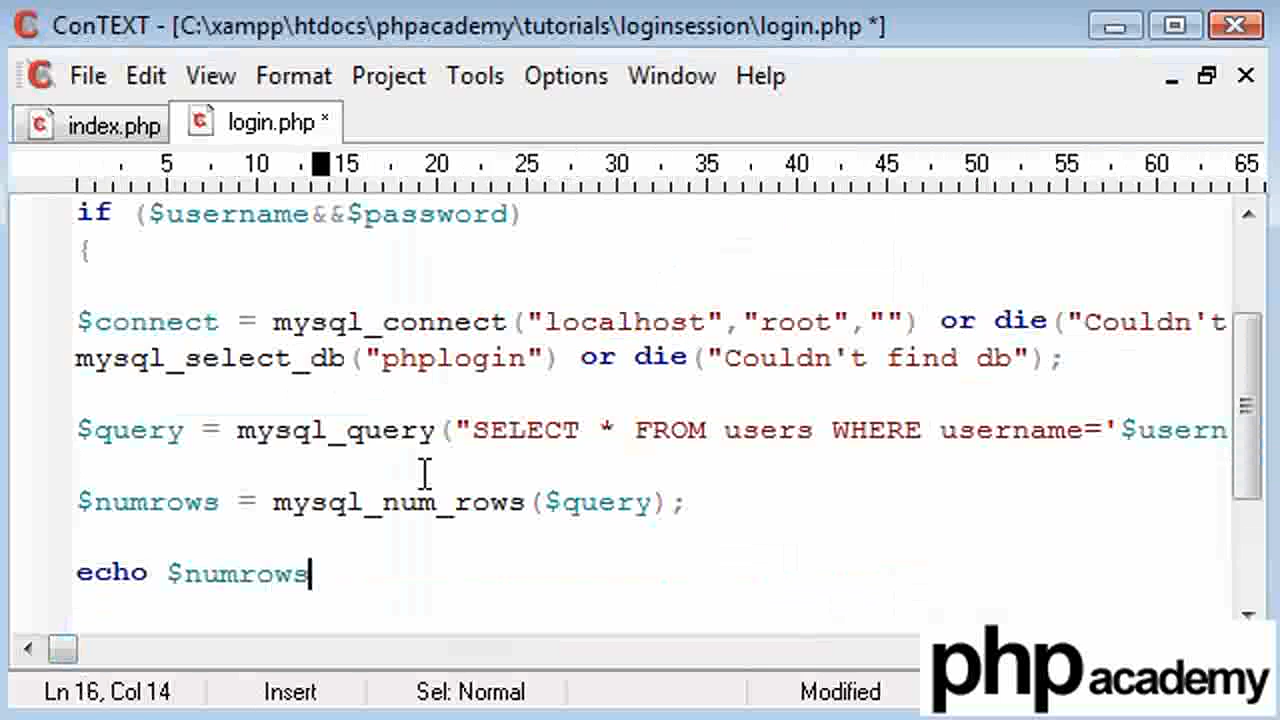 ConTEXT - [C:\xampp\htdocs\phpacademy\tutorials\loginsession\login.php *]
File Edit View Format Project Tools Options Window Help
index.php login.php *
5 10 15 20 25 30 35 40 45 50 55 60 65
if ($username&&$password)
{
$connect = mysql_connect("localhost","root","") or die("Couldn't
mysql_select_db("phplogin") or die("Couldn't find db");
$query = mysql_query("SELECT * FROM users WHERE username='$usern
$numrows = mysql_num_rows($query);
echo $numrows
Ln 16, Col 14 Insert Sel: Normal Modified
php academy